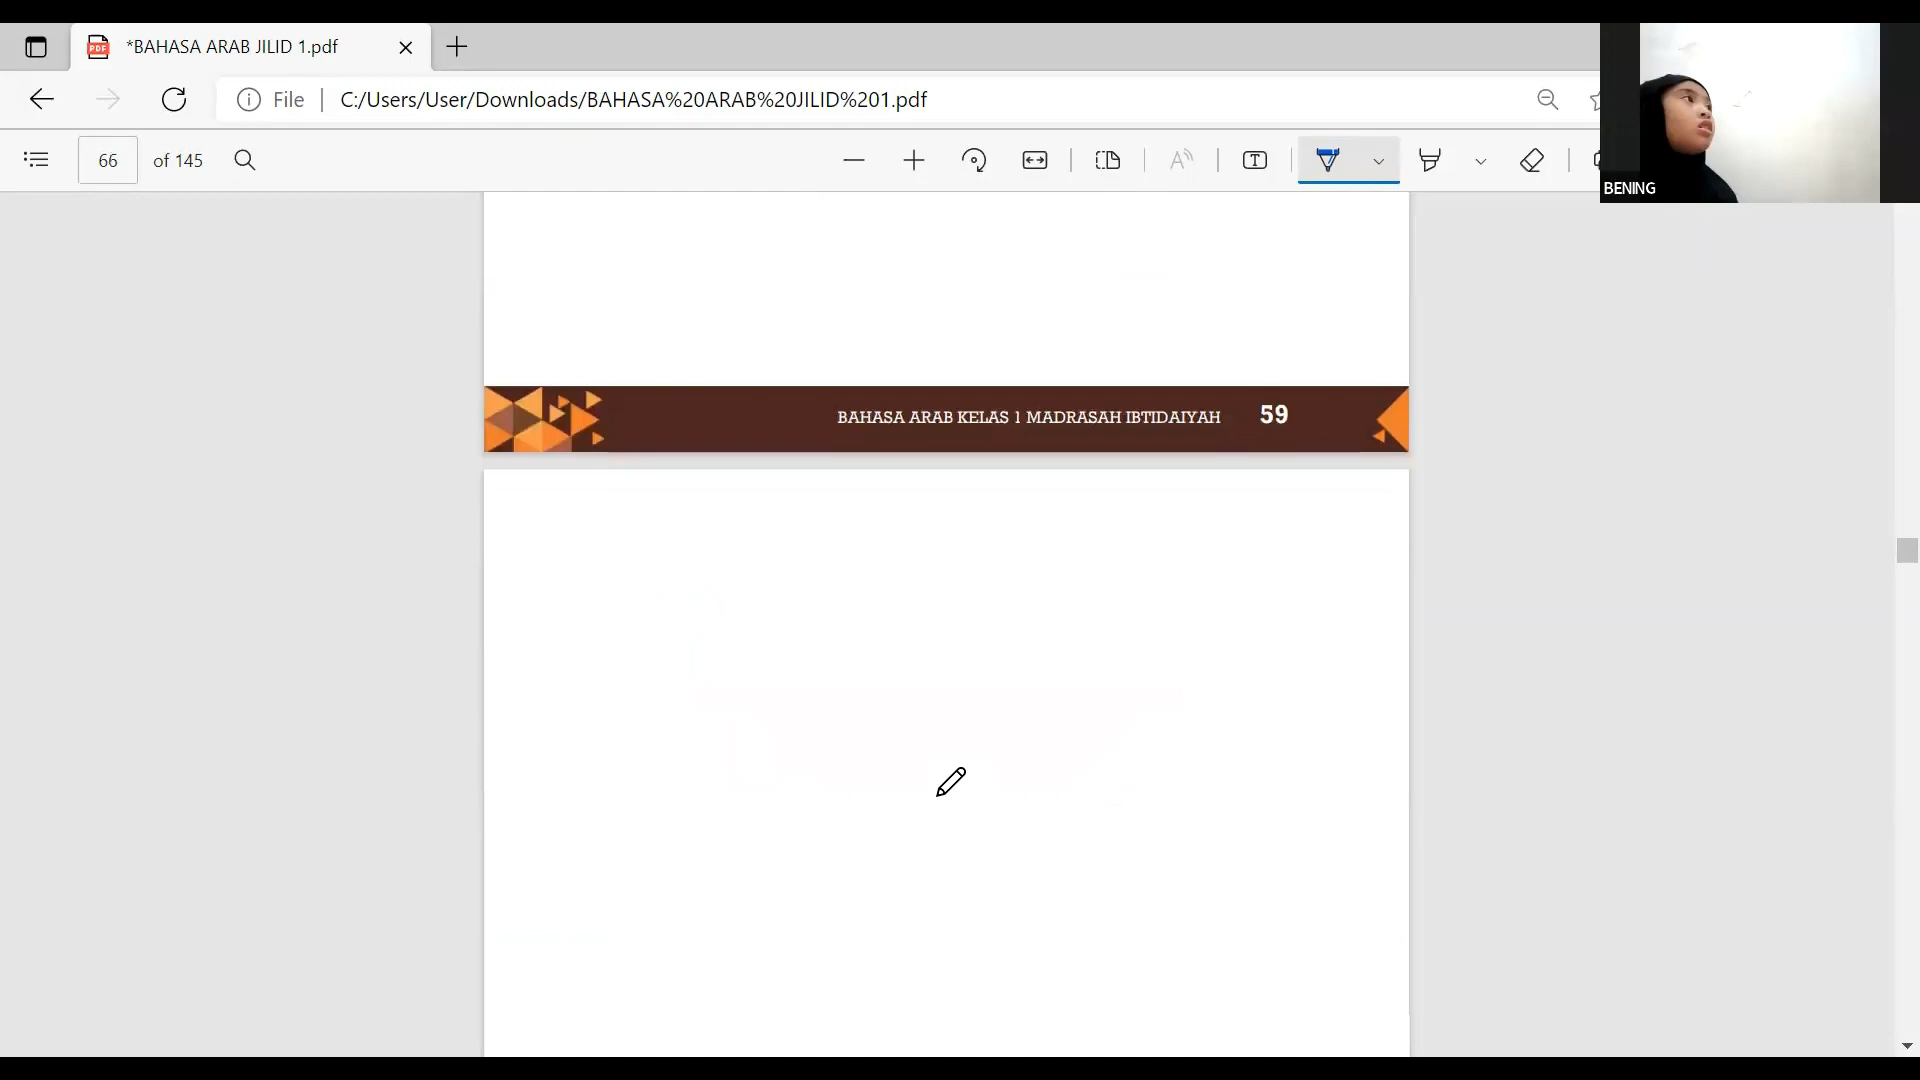 *BAHASA ARAB JILID 1.pdf
File
C:/Users/User/Downloads/BAHASA%20ARAB%20JILID%201.pdf
66 of 145
BENING
BAHASA ARAB KELAS 1 MADRASAH IBTIDAIYAH 59